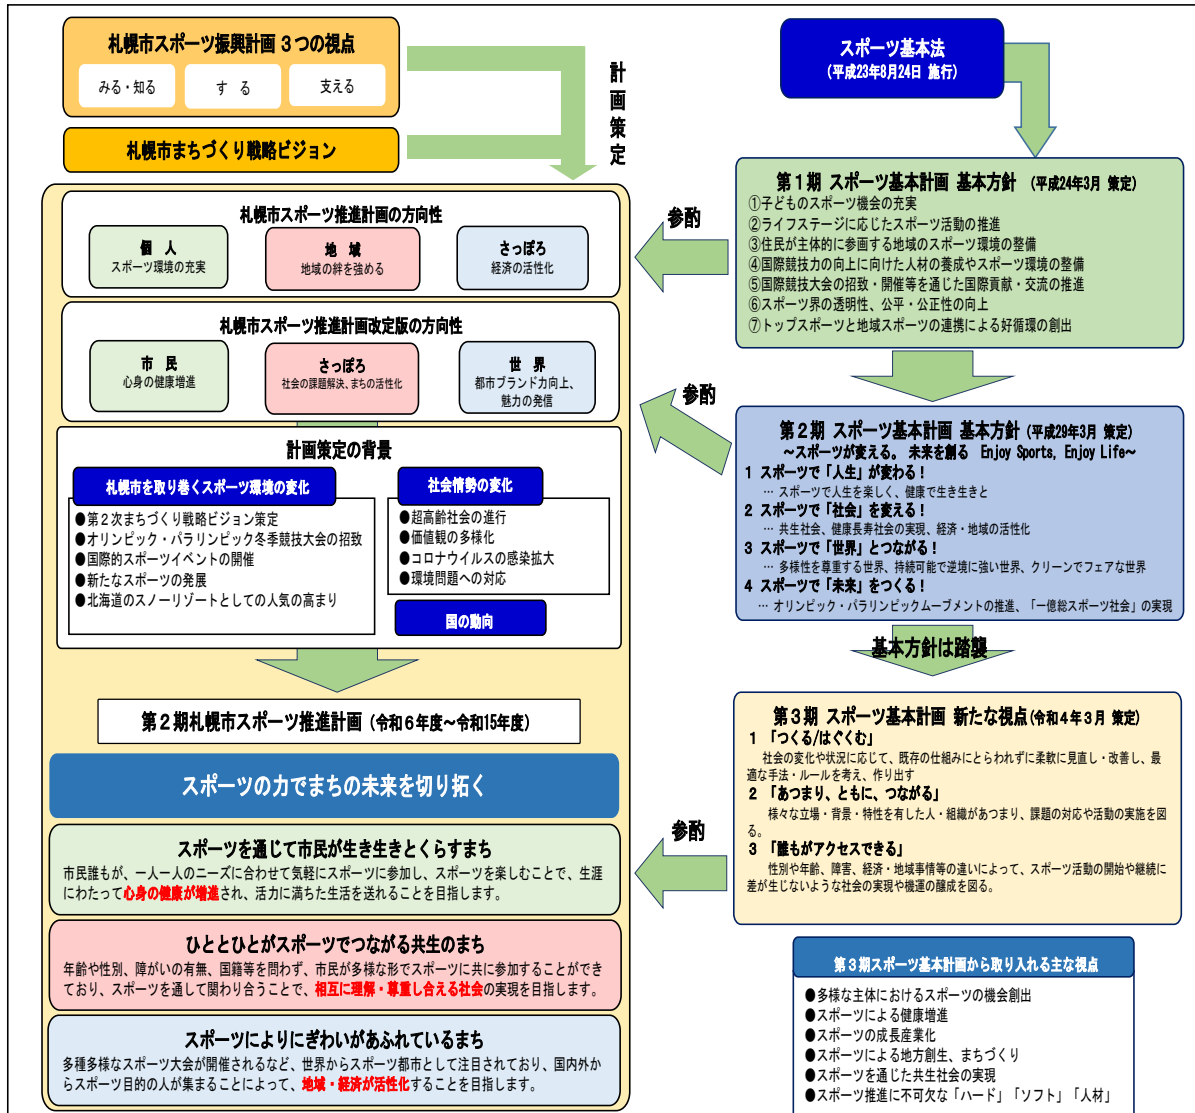 札幌市スポーツ振興計画 ３つの視点
みる・知る
す る
支える
札幌市まちづくり戦略ビジョン
計画策定
札幌市スポーツ推進計画の方向性
個 人
スポーツ環境の充実
地 域
地域の絆を強める
さっぽろ
経済の活性化
札幌市スポーツ推進計画改定版の方向性
市 民
心身の健康増進
さっぽろ
社会の課題解決、まちの活性化
世 界
都市ブランド力向上、
魅力の発信
計画策定の背景
札幌市を取り巻くスポーツ環境の変化
●第２次まちづくり戦略ビジョン策定
●オリンピック・パラリンピック冬季競技大会の招致
●国際的スポーツイベントの開催
●新たなスポーツの発展
●北海道のスノーリゾートとしての人気の高まり
社会情勢の変化
●超高齢社会の進行
●価値観の多様化
●コロナウイルスの感染拡大
●環境問題への対応
国の動向
第２期札幌市スポーツ推進計画（令和６年度～令和15年度）
スポーツの力でまちの未来を切り拓く
スポーツを通じて市民が生き生きとくらすまち
市民誰もが、一人一人のニーズに合わせて気軽にスポーツに参加し、スポーツを楽しむことで、生涯
にわたって心身の健康が増進され、活力に満ちた生活を送れることを目指します。
ひととひとがスポーツでつながる共生のまち
年齢や性別、障がいの有無、国籍等を問わず、市民が多様な形でスポーツに共に参加することができ
ており、スポーツを通して関わり合うことで、相互に理解・尊重し合える社会の実現を目指します。
スポーツによりにぎわいがあふれているまち
多種多様なスポーツ大会が開催されるなど、世界からスポーツ都市として注目されており、国内外か
らスポーツ目的の人が集まることによって、地域・経済が活性化することを目指します。
スポーツ基本法
（平成23年8月24日 施行）
第１期 スポーツ基本計画 基本方針 （平成24年3月 策定）
①子どものスポーツ機会の充実
②ライフステージに応じたスポーツ活動の推進
③住民が主体的に参画する地域のスポーツ環境の整備
④国際競技力の向上に向けた人材の養成やスポーツ環境の整備
⑤国際競技大会の招致・開催等を通じた国際貢献・交流の推進
⑥スポーツ界の透明性、公平・公正性の向上
⑦トップスポーツと地域スポーツの連携による好循環の創出
参酌
第２期 スポーツ基本計画 基本方針（平成29年3月 策定）
～スポーツが変える。未来を創る Enjoy Sports, Enjoy Life～
１ スポーツで「人生」が変わる！
… スポーツで人生を楽しく、健康で生き生きと
２ スポーツで「社会」を変える！
… 共生社会、健康長寿社会の実現、経済・地域の活性化
３ スポーツで「世界」とつながる！
… 多様性を尊重する世界、持続可能で逆境に強い世界、クリーンでフェアな世界
４ スポーツで「未来」をつくる！
… オリンピック・パラリンピックムーブメントの推進、「一億総スポーツ社会」の実現
参酌
基本方針は踏襲
第３期 スポーツ基本計画 新たな視点（令和４年３月 策定）
１ 「つくる/はぐくむ」
社会の変化や状況に応じて、既存の仕組みにとらわれずに柔軟に見直し・改善し、最
適な手法・ルールを考え、作り出す
２ 「あつまり、ともに、つながる」
様々な立場・背景・特性を有した人・組織があつまり、課題の対応や活動の実施を図
る。
３ 「誰もがアクセスできる」
性別や年齢、障害、経済・地域事情等の違いによって、スポーツ活動の開始や継続に
差が生じないような社会の実現や機運の醸成を図る。
参酌
第３期スポーツ基本計画から取り入れる主な視点
●多様な主体におけるスポーツの機会創出
●スポーツによる健康増進
●スポーツの成長産業化
●スポーツによる地方創生、まちづくり
●スポーツを通じた共生社会の実現
●スポーツ推進に不可欠な「ハード」「ソフト」「人材」